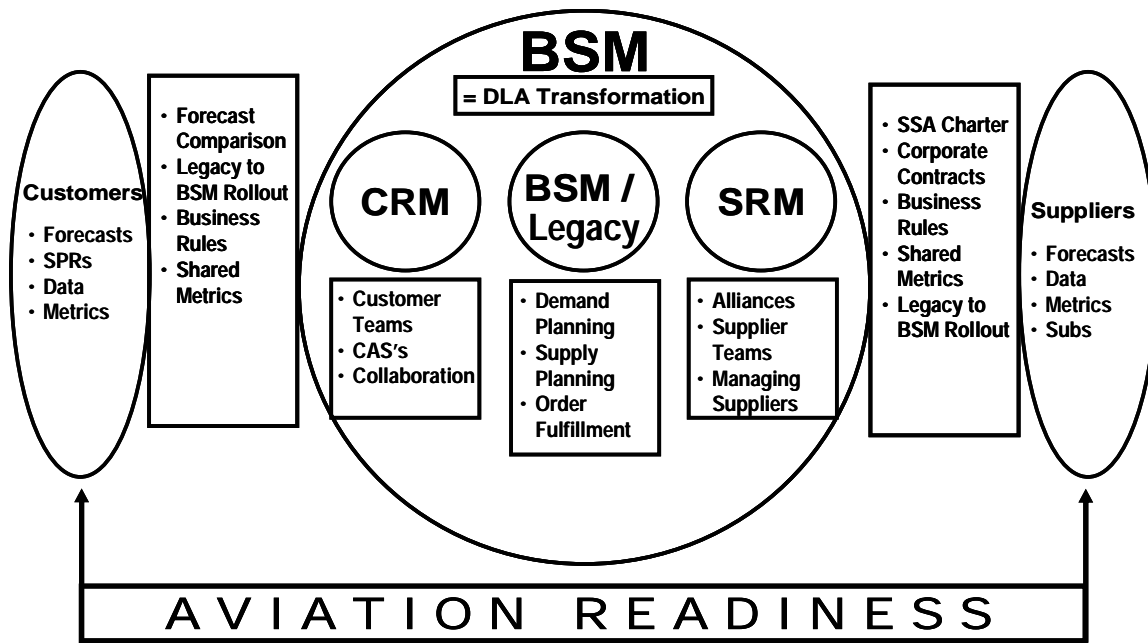 BSM
= DLA Transformation
Customers
• Forecasts
• SPRs
• Data
• Metrics
• Forecast
Comparison
• Legacy to
BSM Rollout
• Business
Rules
• Shared
Metrics
CRM
• Customer
Teams
• CAS's
• Collaboration
BSM /
Legacy
• Demand
Planning
• Supply
Planning
• Order
Fulfillment
SRM
• Alliances
• Supplier
Teams
• Managing
Suppliers
• SSA Charter
• Corporate
Contracts
• Business
Rules
• Shared
Metrics
• Legacy to
BSM Rollout
Suppliers
• Forecasts
• Data
• Metrics
• Subs
AVIATION READINESS